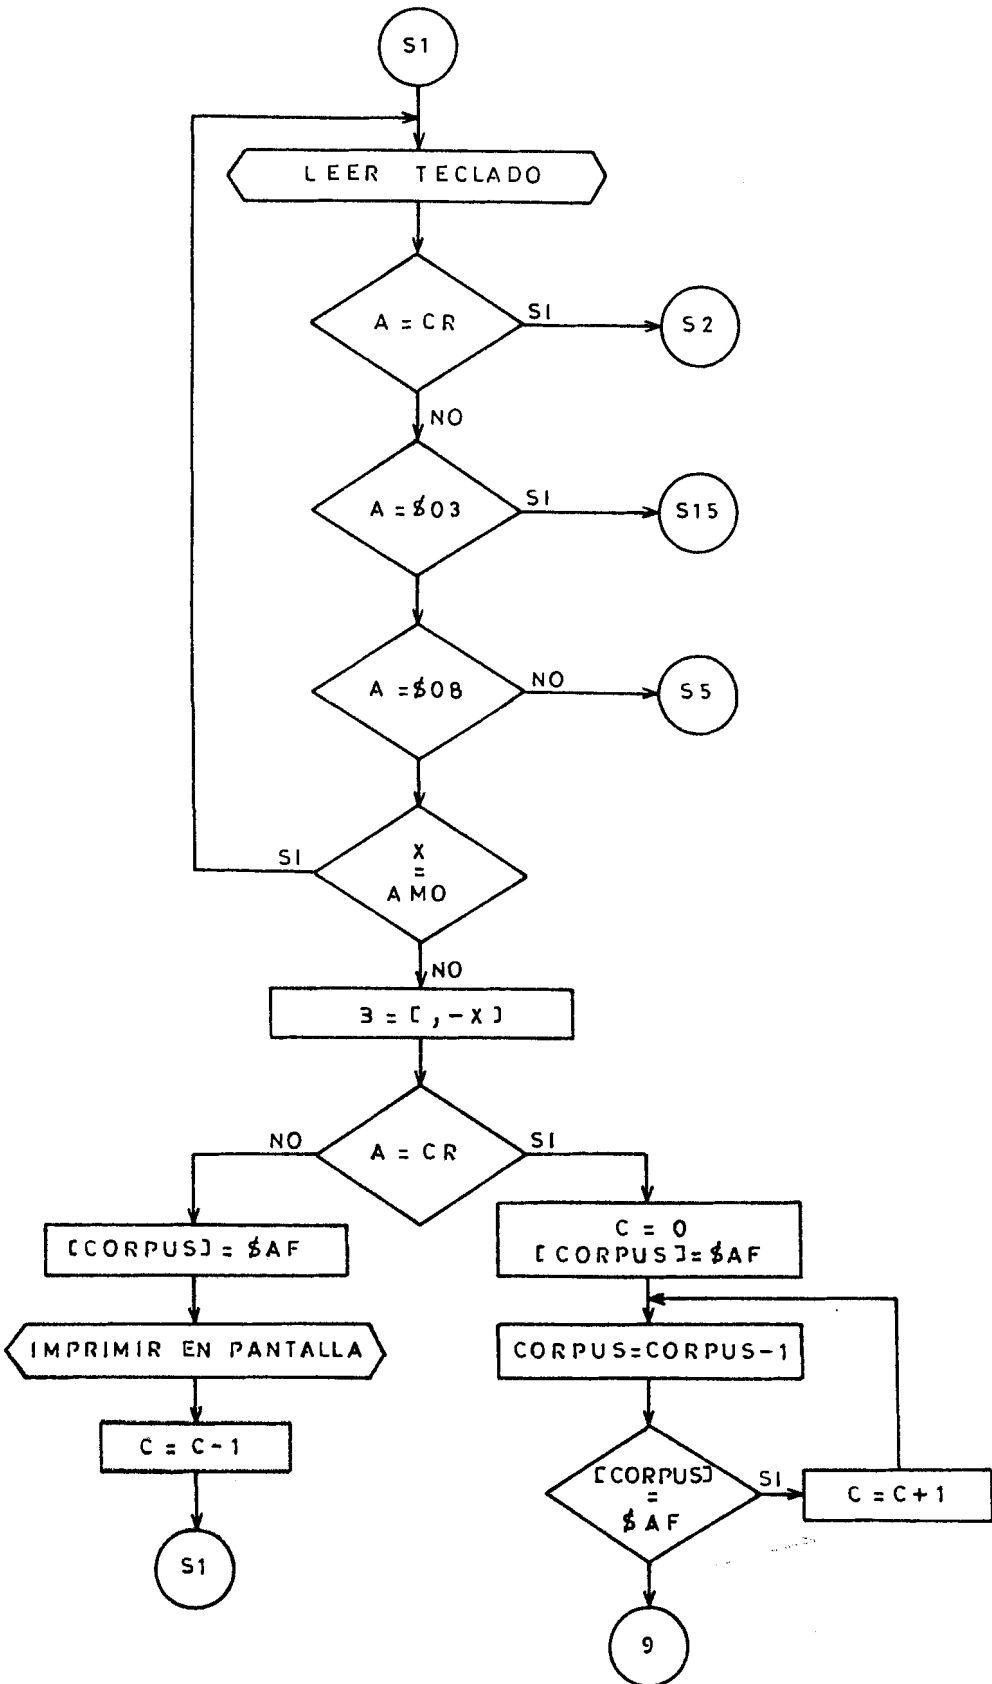 S1
LEER TECLADO
A = CR
SI
S2
NO
A = $03
SI
S15
A = $08
NO
S5
X
=
AMO
SI
NO
B = [ , - X ]
A = CR
NO
SI
[CORPUS] = $AF
C = 0
[CORPUS] = $AF
IMPRIMIR EN PANTALLA
CORPUS=CORPUS-1
C = C-1
[CORPUS]
=
$AF
SI
C = C+1
S1
9